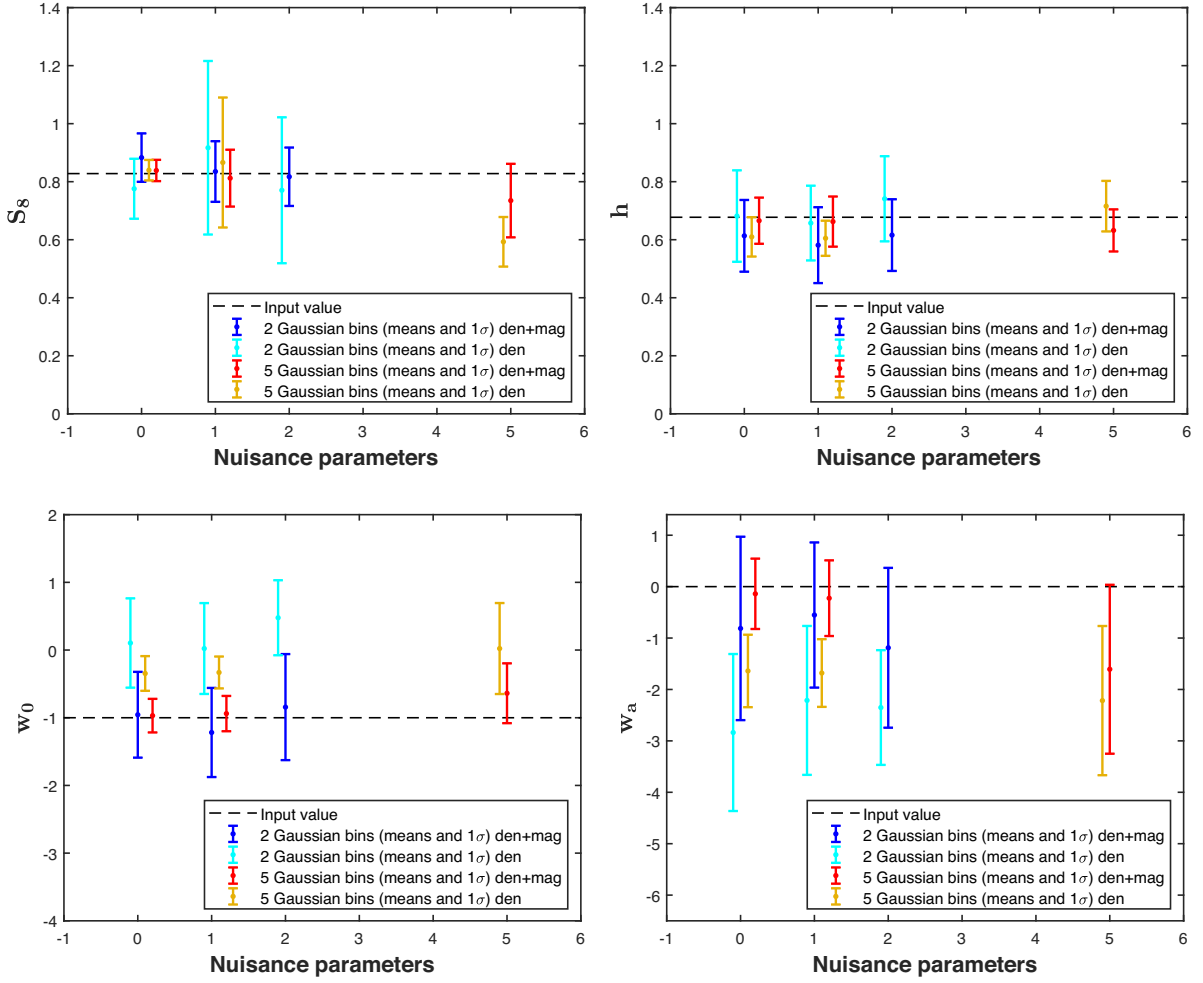 1.4
1.2
1
0.8
0.6
0.4
0.2
0
S8
-1 0 1 2 3 4 5 6
Nuisance parameters
Input value
2 Gaussian bins (means and 1σ) den+mag
2 Gaussian bins (means and 1σ) den
5 Gaussian bins (means and 1σ) den+mag
5 Gaussian bins (means and 1σ) den
1.4
1.2
1
0.8
0.6
0.4
0.2
0
h
-1 0 1 2 3 4 5 6
Nuisance parameters
Input value
2 Gaussian bins (means and 1σ) den+mag
2 Gaussian bins (means and 1σ) den
5 Gaussian bins (means and 1σ) den+mag
5 Gaussian bins (means and 1σ) den
2
1
0
-1
-2
-3
-4
w0
-1 0 1 2 3 4 5 6
Nuisance parameters
Input value
2 Gaussian bins (means and 1σ) den+mag
2 Gaussian bins (means and 1σ) den
5 Gaussian bins (means and 1σ) den+mag
5 Gaussian bins (means and 1σ) den
1
0
-1
-2
-3
-4
-5
-6
wa
-1 0 1 2 3 4 5 6
Nuisance parameters
Input value
2 Gaussian bins (means and 1σ) den+mag
2 Gaussian bins (means and 1σ) den
5 Gaussian bins (means and 1σ) den+mag
5 Gaussian bins (means and 1σ) den